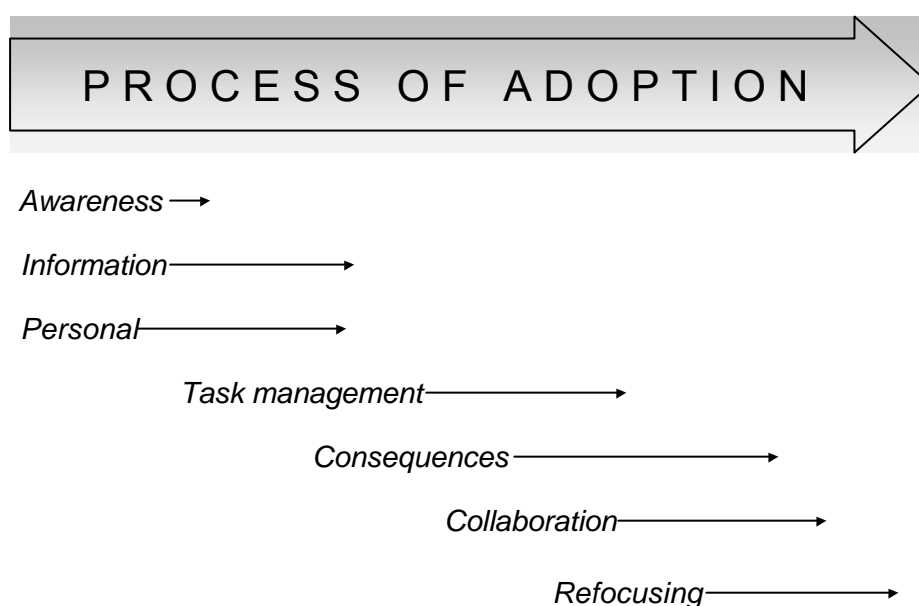 PROCESS OF ADOPTION
Awareness
Information
Personal
Task management
Consequences
Collaboration
Refocusing